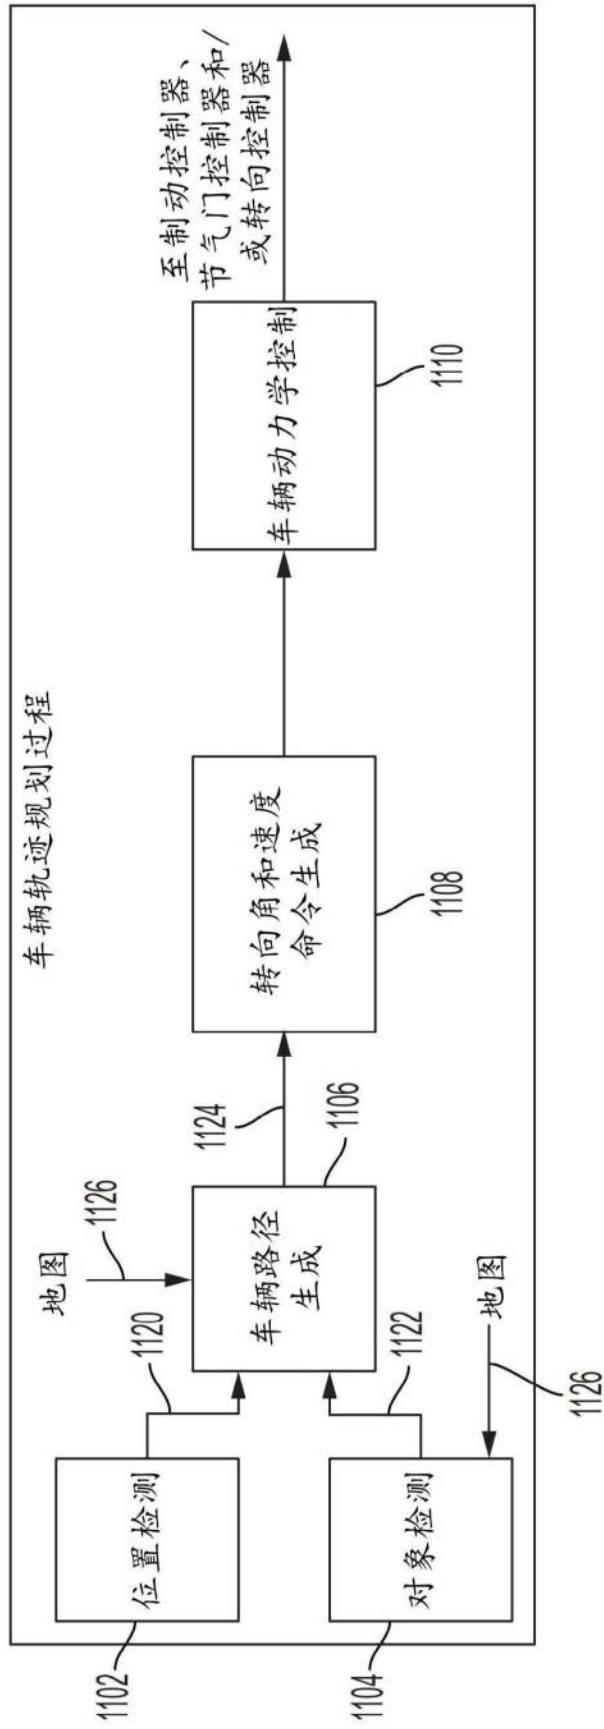 车辆轨迹规划过程
地图
1126
1120
1124
至制动控制器、
节气门控制器和/
或转向控制器
位置检测
1102
车辆路径
生成
1106
转向角和速度
命令生成
1108
车辆动力学控制
1110
对象检测
1104
1122
地图
1126